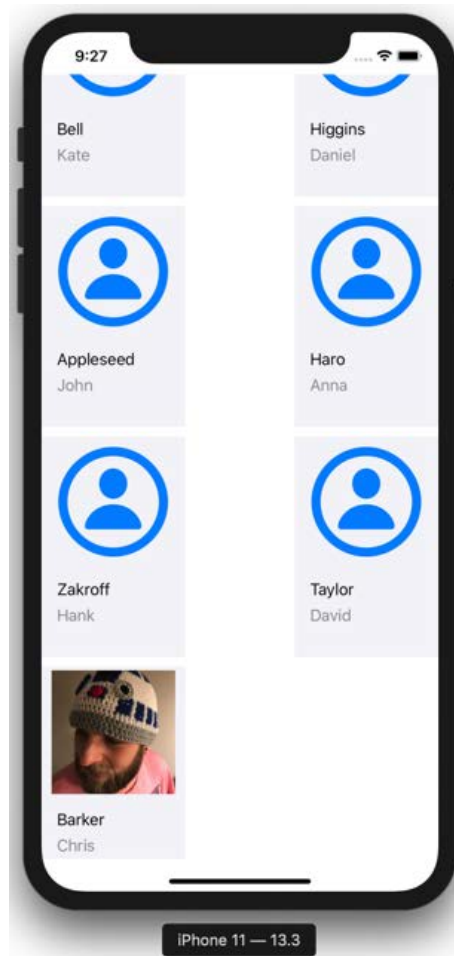 9:27
Bell
Kate
Higgins
Daniel
Appleseed
John
Haro
Anna
Zakroff
Hank
Taylor
David
Barker
Chris
iPhone 11 — 13.3